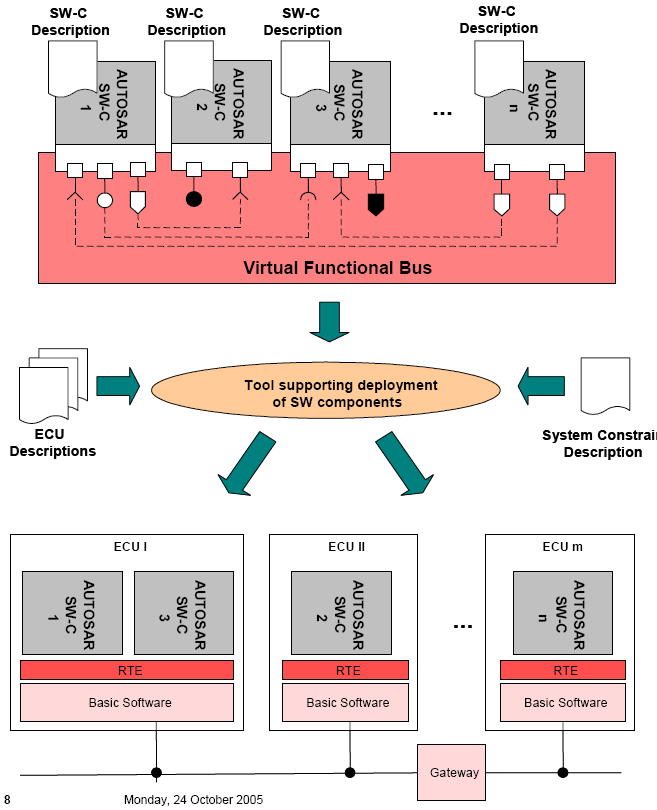 SW-C
Description
SW-C
Description
SW-C
Description
SW-C
Description
AUTOSAR
SW-C
1
AUTOSAR
SW-C
2
AUTOSAR
SW-C
3
...
AUTOSAR
SW-C
n
Virtual Functional Bus
Tool supporting deployment
of SW components
ECU
Descriptions
System Constrai
Description
ECU I
ECU II
ECU m
AUTOSAR
SW-C
1
AUTOSAR
SW-C
3
AUTOSAR
SW-C
2
...
AUTOSAR
SW-C
n
RTE
RTE
RTE
Basic Software
Basic Software
Basic Software
Gateway
8
Monday, 24 October 2005